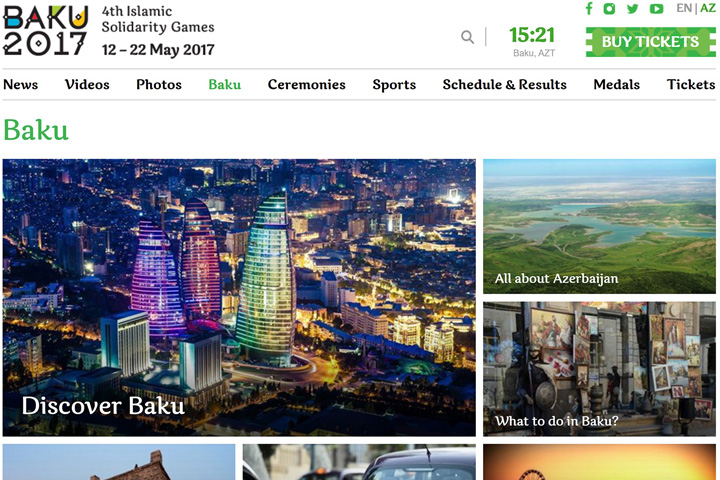 BAKU
2017
4th Islamic
Solidarity Games
12 – 22 May 2017
15:21
Baku, AZT
EN | AZ
BUY TICKETS
News Videos Photos Baku Ceremonies Sports Schedule & Results Medals Tickets
Baku
Discover Baku
All about Azerbaijan
What to do in Baku?